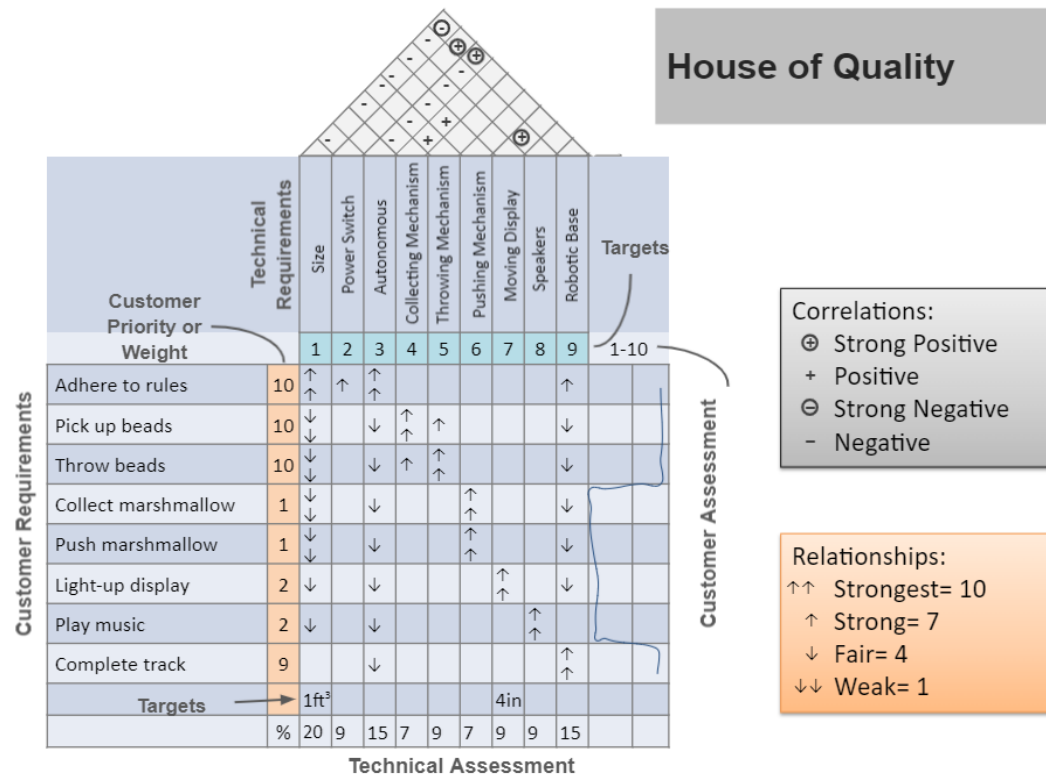 House of Quality
Technical Requirements
Size
Power Switch
Autonomous
Collecting Mechanism
Throwing Mechanism
Pushing Mechanism
Moving Display
Speakers
Robotic Base
Targets
Customer
Priority or
Weight
1 2 3 4 5 6 7 8 9 1-10
Customer Requirements
Adhere to rules 10 ↑↑ ↑ ↑↑ ↑
Pick up beads 10 ↓↓ ↓ ↑↑ ↑ ↓
Throw beads 10 ↓↓ ↓ ↑ ↑↑ ↓
Collect marshmallow 1 ↓↓ ↓ ↑↑ ↓
Push marshmallow 1 ↓↓ ↓ ↑↑ ↓
Light-up display 2 ↓ ↓ ↑↑ ↓
Play music 2 ↓ ↓ ↑↑
Complete track 9 ↓ ↑↑
Targets 1ft³ 4in
% 20 9 15 7 9 7 9 9 15
Technical Assessment
Customer Assessment
Correlations:
⊕ Strong Positive
+ Positive
⊖ Strong Negative
- Negative
Relationships:
↑↑ Strongest= 10
↑ Strong= 7
↓ Fair= 4
↓↓ Weak= 1